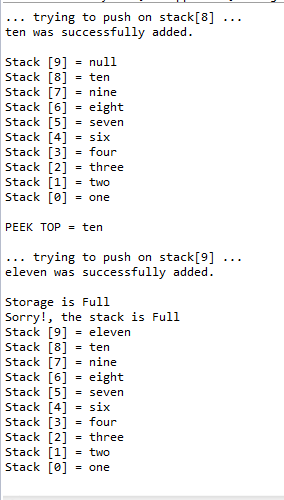 ... trying to push on stack[8] ...
ten was successfully added.
Stack [9] = null
Stack [8] = ten
Stack [7] = nine
Stack [6] = eight
Stack [5] = seven
Stack [4] = six
Stack [3] = four
Stack [2] = three
Stack [1] = two
Stack [0] = one
PEEK TOP = ten
... trying to push on stack[9] ...
eleven was successfully added.
Storage is Full
Sorry!, the stack is Full
Stack [9] = eleven
Stack [8] = ten
Stack [7] = nine
Stack [6] = eight
Stack [5] = seven
Stack [4] = six
Stack [3] = four
Stack [2] = three
Stack [1] = two
Stack [0] = one